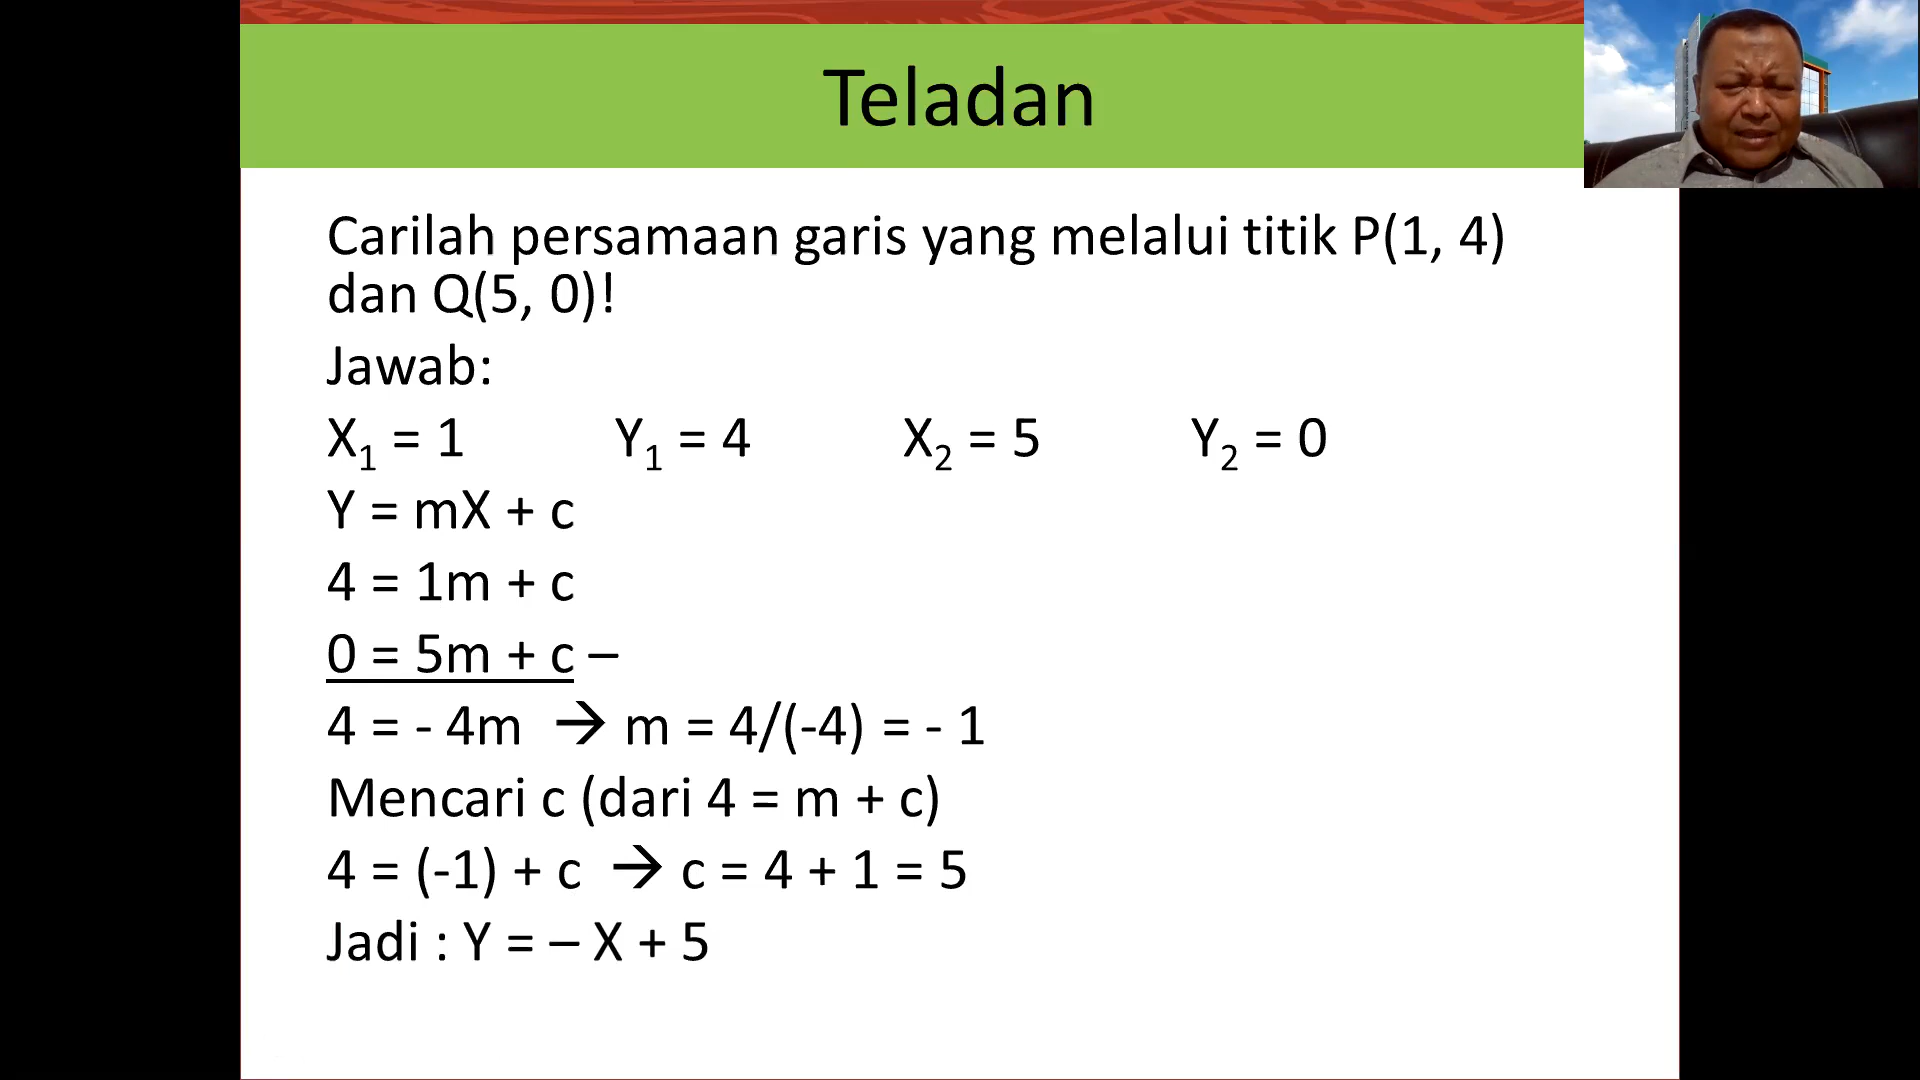 Teladan
Carilah persamaan garis yang melalui titik P(1, 4)
dan Q(5, 0)!
Jawab:
X₁ = 1 Y₁ = 4 X₂ = 5 Y₂ = 0
Y = mX + c
4 = 1m + c
0 = 5m + c –
4 = - 4m → m = 4/(-4) = - 1
Mencari c (dari 4 = m + c)
4 = (-1) + c → c = 4 + 1 = 5
Jadi : Y = – X + 5